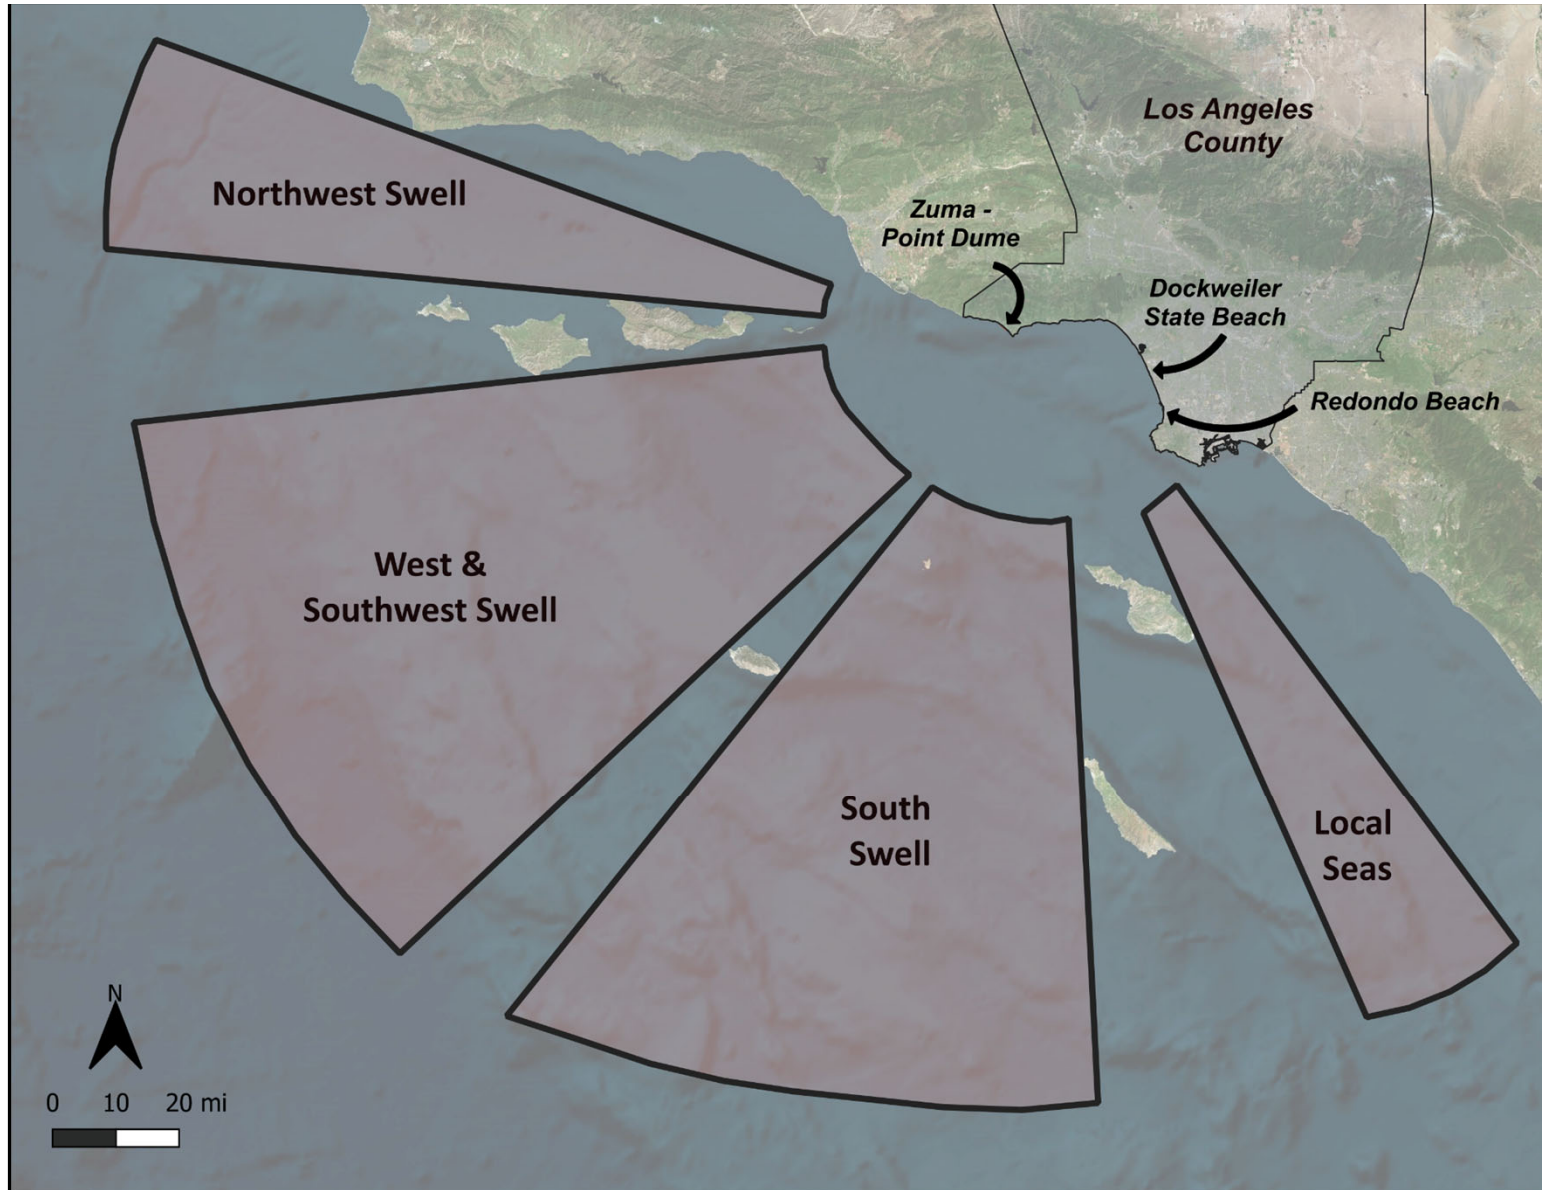 Los Angeles
County
Northwest Swell
Zuma -
Point Dume
Dockweiler
State Beach
Redondo Beach
West &
Southwest Swell
South
Swell
Local
Seas
N
0 10 20 mi